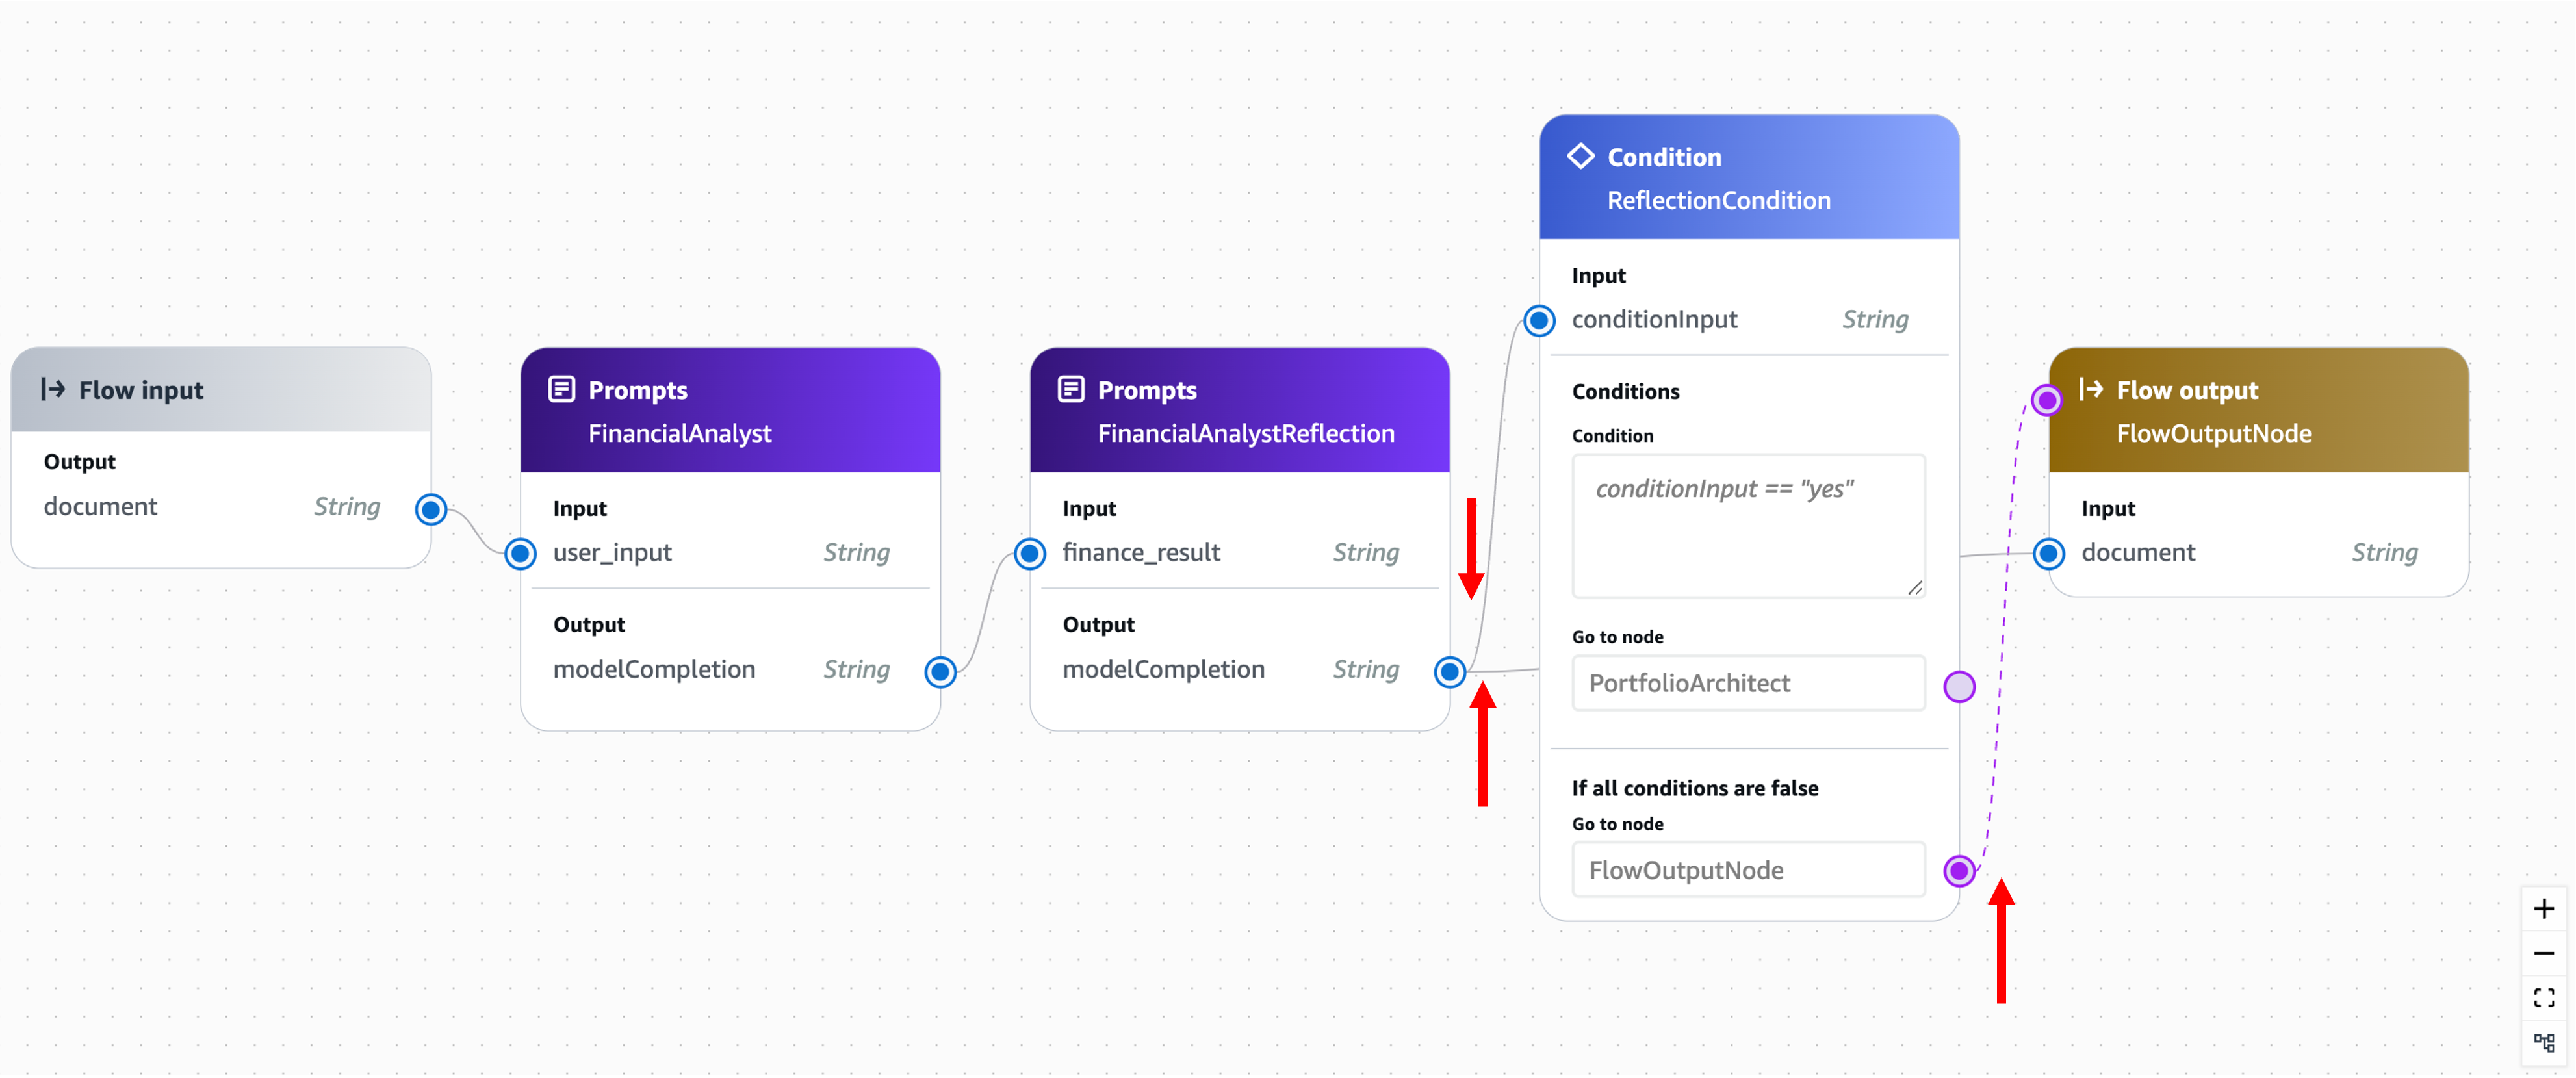 Flow input
Output
document String
Prompts
FinancialAnalyst
Input
user_input String
Output
modelCompletion String
Prompts
FinancialAnalystReflection
Input
finance_result String
Output
modelCompletion String
Condition
ReflectionCondition
Input
conditionInput String
Conditions
Condition
conditionInput == "yes"
Go to node
PortfolioArchitect
If all conditions are false
Go to node
FlowOutputNode
Flow output
FlowOutputNode
Input
document String